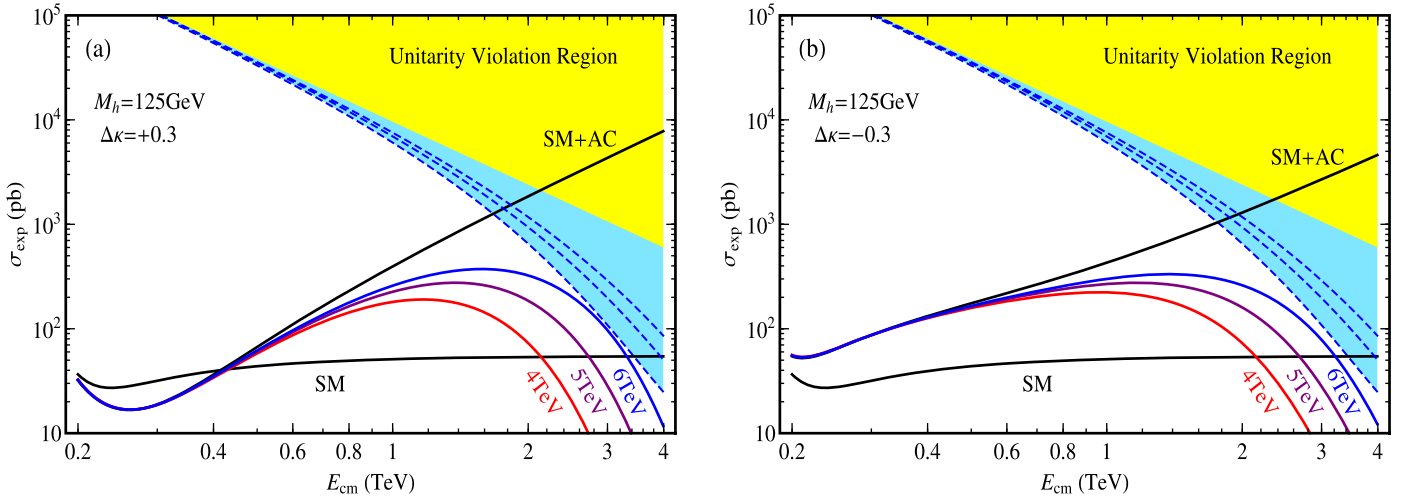 (a)
Unitarity Violation Region
M_h=125GeV
Δκ=+0.3
SM+AC
SM
4TeV
5TeV
6TeV
σ_exp (pb)
10^5
10^4
10^3
10^2
10
0.2 0.4 0.6 0.8 1 2 3 4
E_cm (TeV)
(b)
Unitarity Violation Region
M_h=125GeV
Δκ=−0.3
SM+AC
SM
4TeV
5TeV
6TeV
σ_exp (pb)
10^5
10^4
10^3
10^2
10
0.2 0.4 0.6 0.8 1 2 3 4
E_cm (TeV)